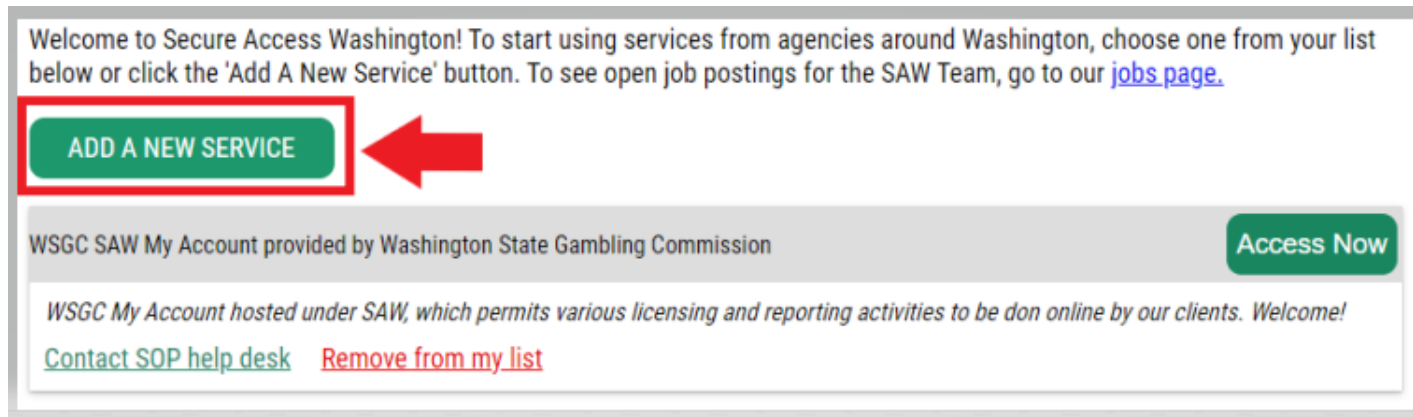 Welcome to Secure Access Washington! To start using services from agencies around Washington, choose one from your list
below or click the 'Add A New Service' button. To see open job postings for the SAW Team, go to our jobs page.
ADD A NEW SERVICE
WSGC SAW My Account provided by Washington State Gambling Commission
Access Now
WSGC My Account hosted under SAW, which permits various licensing and reporting activities to be don online by our clients. Welcome!
Contact SOP help desk Remove from my list